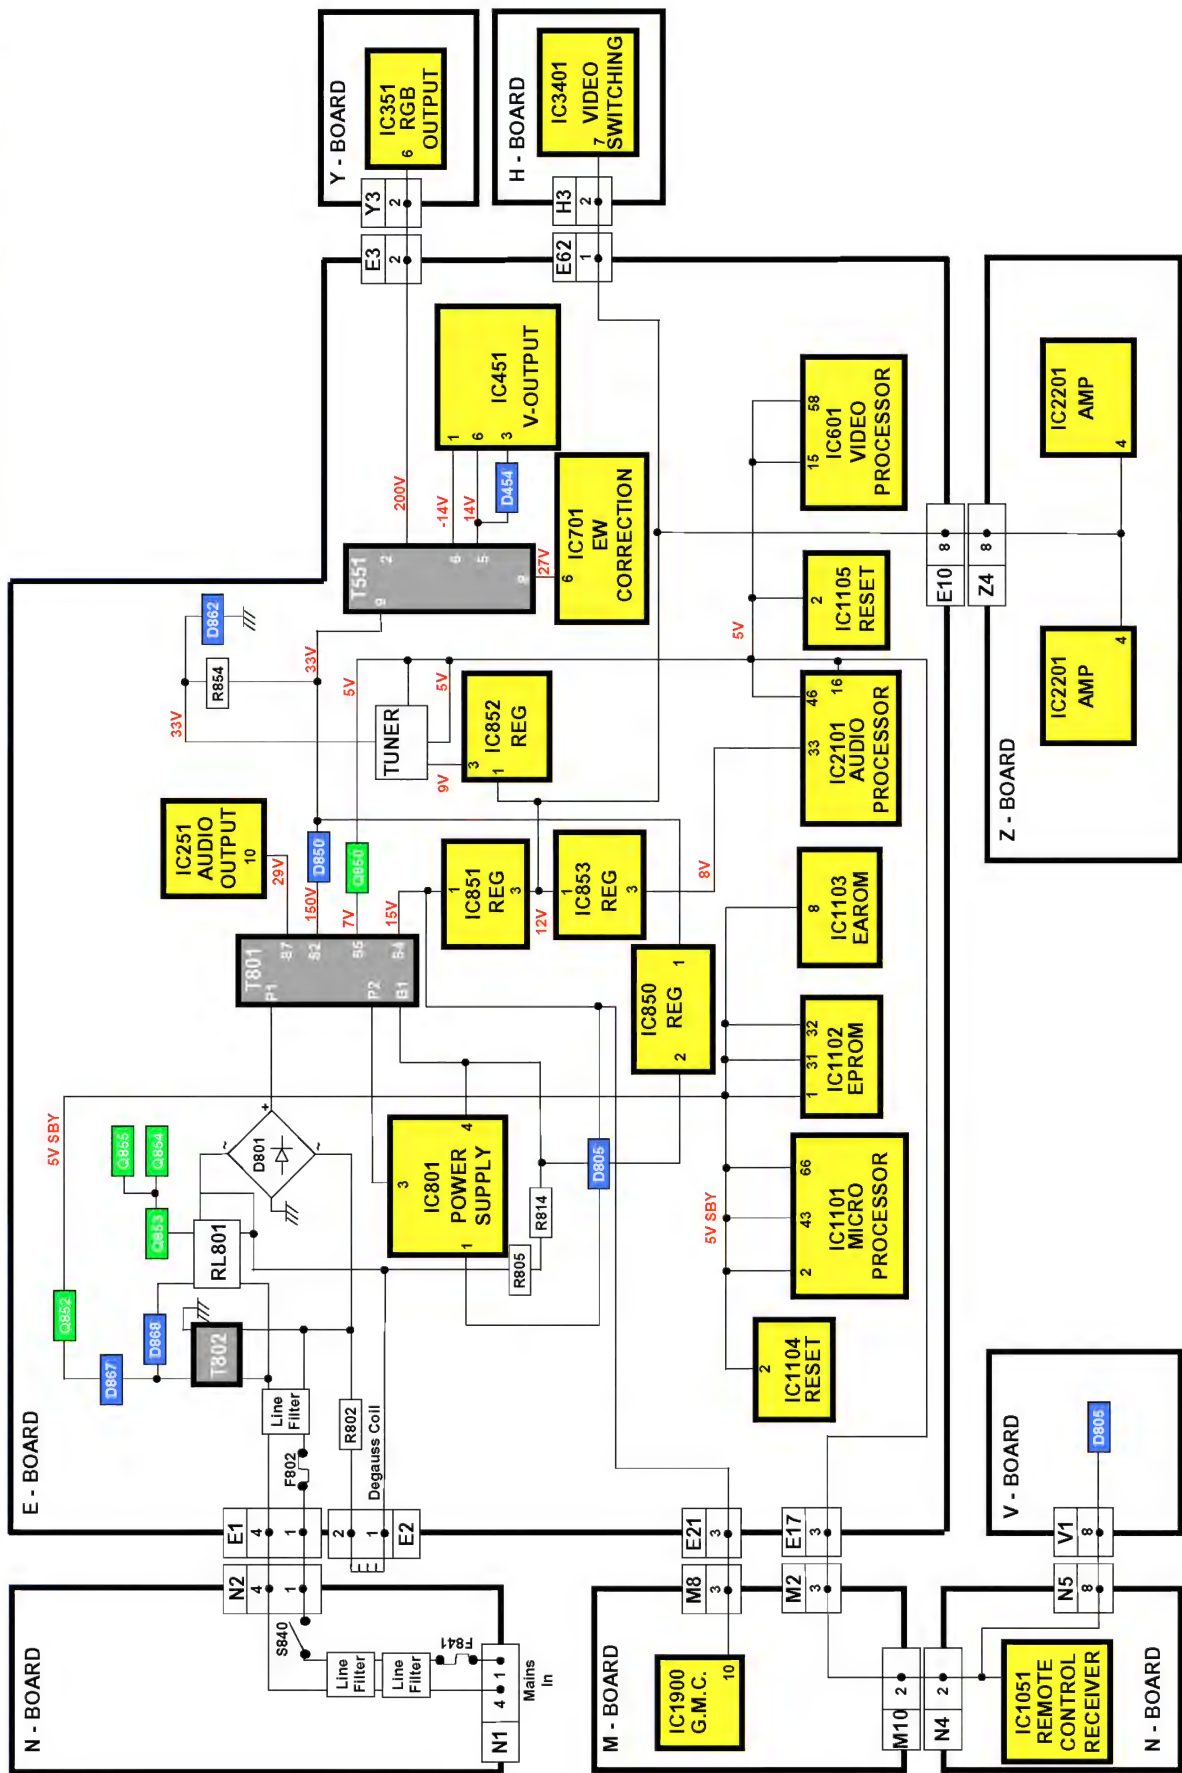 E - BOARD
N - BOARD
N1
4
1
Mains
In
Line
Filter
Line
Filter
F841
S840
N2
4
1
E1
4
1
2
1
E2
F802
Line
Filter
R802
Degauss Coil
T802
D867
D868
Q852
5V SBY
RL801
Q853
Q855
Q854
D801
+
~
~
T801
P1
P2
B1
S7
S2
S5
S4
29V
150V
7V
15V
IC251
AUDIO
OUTPUT
10
D850
Q850
IC801
POWER
SUPPLY
3
4
1
R805
R814
D805
IC851
REG
1
3
12V
IC853
REG
1
3
8V
IC850
REG
1
2
IC852
REG
3
1
9V
TUNER
5V
5V
33V
33V
R854
D862
T551
9
2
6
5
8
200V
-14V
14V
27V
D454
IC451
V-OUTPUT
1
6
3
IC701
EW
CORRECTION
6
E3
2
Y3
2
Y - BOARD
IC351
RGB
OUTPUT
6
E62
1
H3
2
H - BOARD
IC3401
VIDEO
SWITCHING
7
IC601
VIDEO
PROCESSOR
15
58
IC1105
RESET
2
5V
IC2101
AUDIO
PROCESSOR
33
46
16
IC1103
EAROM
8
IC1102
EPROM
1
31
32
IC1101
MICRO
PROCESSOR
2
43
66
5V SBY
IC1104
RESET
2
E10
8
Z4
8
Z - BOARD
IC2201
AMP
4
IC2201
AMP
4
E21
3
M8
3
E17
3
M2
3
M - BOARD
IC1900
G.M.C.
10
M10
2
N4
2
IC1051
REMOTE
CONTROL
RECEIVER
N - BOARD
N5
8
V1
8
V - BOARD
D805